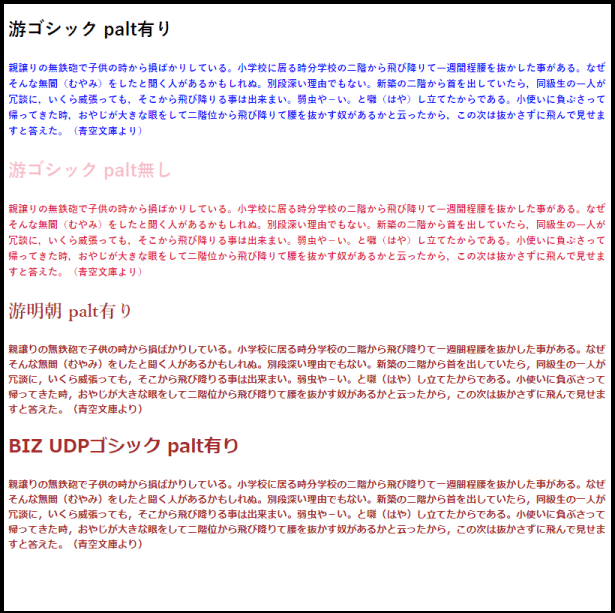 游ゴシック palt有り
親譲りの無鉄砲で子供の時から損ばかりしている。小学校に居る時分学校の二階から飛び降りて一週間程腰を抜かした事がある。なぜ
そんな無闇（むやみ）をしたと聞く人があるかもしれぬ。別段深い理由でもない。新築の二階から首を出していたら，同級生の一人が
冗談に，いくら威張っても，そこから飛び降りる事は出来まい。弱虫や－い。と囃（はや）し立てたからである。小使いに負ぶさって
帰ってきた時，おやじが大きな眼をして二階位から飛び降りて腰を抜かす奴があるかと云ったから，この次は抜かさずに飛んで見せま
すと答えた。（青空文庫より）
游ゴシック palt無し
親譲りの無鉄砲で子供の時から損ばかりしている。小学校に居る時分学校の二階から飛び降りて一週間程腰を抜かした事がある。なぜ
そんな無闇（むやみ）をしたと聞く人があるかもしれぬ。別段深い理由でもない。新築の二階から首を出していたら，同級生の一人が
冗談に，いくら威張っても，そこから飛び降りる事は出来まい。弱虫や－い。と囃（はや）し立てたからである。小使いに負ぶさって
帰ってきた時，おやじが大きな眼をして二階位から飛び降りて腰を抜かす奴があるかと云ったから，この次は抜かさずに飛んで見せま
すと答えた。（青空文庫より）
游明朝 palt有り
親譲りの無鉄砲で子供の時から損ばかりしている。小学校に居る時分学校の二階から飛び降りて一週間程腰を抜かした事がある。なぜ
そんな無闇（むやみ）をしたと聞く人があるかもしれぬ。別段深い理由でもない。新築の二階から首を出していたら，同級生の一人が
冗談に，いくら威張っても，そこから飛び降りる事は出来まい。弱虫や－い。と囃（はや）し立てたからである。小使いに負ぶさって
帰ってきた時，おやじが大きな眼をして二階位から飛び降りて腰を抜かす奴があるかと云ったから，この次は抜かさずに飛んで見せま
すと答えた。（青空文庫より）
BIZ UDPゴシック palt有り
親譲りの無鉄砲で子供の時から損ばかりしている。小学校に居る時分学校の二階から飛び降りて一週間程腰を抜かした事がある。なぜ
そんな無闇（むやみ）をしたと聞く人があるかもしれぬ。別段深い理由でもない。新築の二階から首を出していたら，同級生の一人が
冗談に，いくら威張っても，そこから飛び降りる事は出来まい。弱虫や－い。と囃（はや）し立てたからである。小使いに負ぶさって
帰ってきた時，おやじが大きな眼をして二階位から飛び降りて腰を抜かす奴があるかと云ったから，この次は抜かさずに飛んで見せま
すと答えた。（青空文庫より）